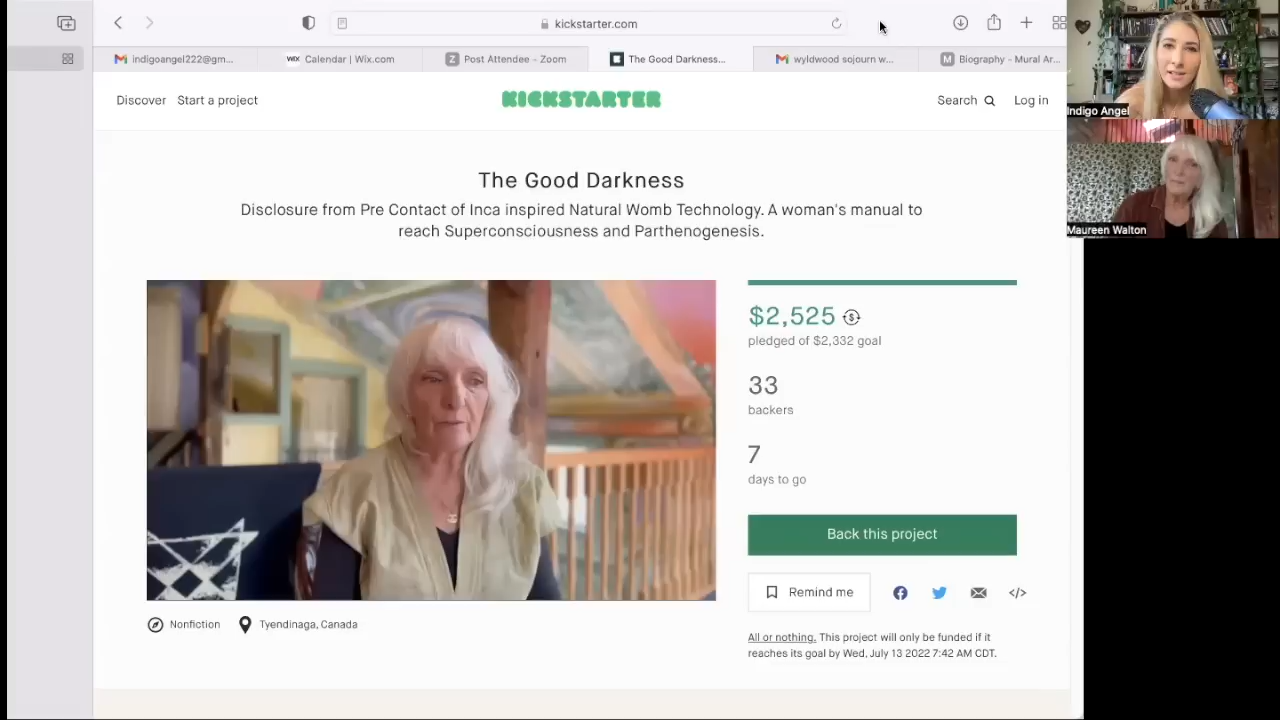 kickstarter.com
indigoangel222@gm...
WIX Calendar | Wix.com
Z Post Attendee - Zoom
The Good Darkness...
wyldwood sojourn w...
M Biography - Mural Ar...
Discover Start a project
KICKSTARTER
Search Log in
Indigo Angel
Maureen Walton
The Good Darkness
Disclosure from Pre Contact of Inca inspired Natural Womb Technology. A woman's manual to
reach Superconsciousness and Parthenogenesis.
$2,525
pledged of $2,332 goal
33
backers
7
days to go
Back this project
Remind me
Nonfiction Tyendinaga, Canada
All or nothing. This project will only be funded if it
reaches its goal by Wed, July 13 2022 7:42 AM CDT.